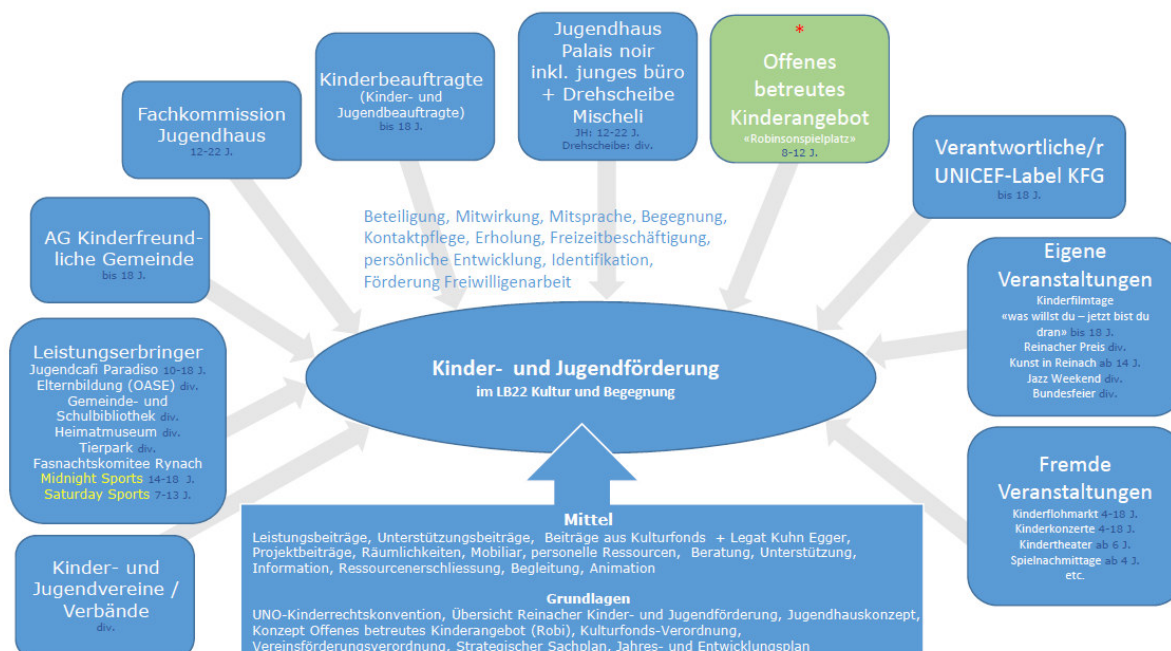 Jugendhaus
Palais noir
inkl. junges büro
+ Drehscheibe
Mischeli
JH: 12-22 J.
Drehscheibe: div.
*
Offenes
betreutes
Kinderangebot
«Robinsonspielplatz»
8-12 J.
Kinderbeauftragte
(Kinder- und
Jugendbeauftragte)
bis 18 J.
Fachkommission
Jugendhaus
12-22 J.
Verantwortliche/r
UNICEF-Label KFG
bis 18 J.
AG Kinderfreund-
liche Gemeinde
bis 18 J.
Beteiligung, Mitwirkung, Mitsprache, Begegnung,
Kontaktpflege, Erholung, Freizeitbeschäftigung,
persönliche Entwicklung, Identifikation,
Förderung Freiwilligenarbeit
Eigene
Veranstaltungen
Kinderfilmtage
«was willst du – jetzt bist du
dran» bis 18 J.
Reinacher Preis div.
Kunst in Reinach ab 14 J.
Jazz Weekend div.
Bundesfeier div.
Leistungserbringer
Jugendcafi Paradiso 10-18 J.
Elternbildung (OASE) div.
Gemeinde- und
Schulbibliothek div.
Heimatmuseum div.
Tierpark div.
Fasnachtskomitee Rynach
Midnight Sports 14-18 J.
Saturday Sports 7-13 J.
Kinder- und Jugendförderung
im LB22 Kultur und Begegnung
Fremde
Veranstaltungen
Kinderflohmarkt 4-18 J.
Kinderkonzerte 4-18 J.
Kindertheater ab 6 J.
Spielnachmittage ab 4 J.
etc.
Kinder- und
Jugendvereine /
Verbände
div.
Mittel
Leistungsbeiträge, Unterstützungsbeiträge, Beiträge aus Kulturfonds + Legat Kuhn Egger,
Projektbeiträge, Räumlichkeiten, Mobiliar, personelle Ressourcen, Beratung, Unterstützung,
Information, Ressourcenerschliessung, Begleitung, Animation
Grundlagen
UNO-Kinderrechtskonvention, Übersicht Reinacher Kinder- und Jugendförderung, Jugendhauskonzept,
Konzept Offenes betreutes Kinderangebot (Robi), Kulturfonds-Verordnung,
Vereinsförderungsverordnung, Strategischer Sachplan, Jahres- und Entwicklungsplan